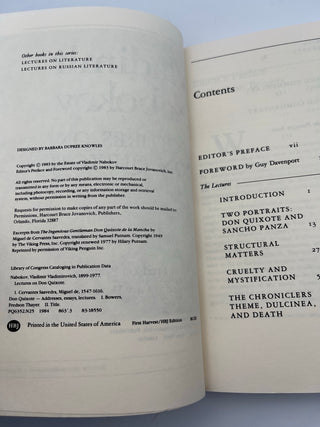 Other books in this series:
LECTURES ON LITERATURE
LECTURES ON RUSSIAN LITERATURE
DESIGNED BY BARBARA DUPREE KNOWLES
Copyright © 1983 by the Estate of Vladimir Nabokov
Editor's Preface and Foreword copyright © 1983 by Harcourt Brace Jovanovich, Inc.
All rights reserved. No part of this publication may be reproduced or
transmitted in any form or by any means, electronic or mechanical,
including photocopy, recording, or any information storage and retrieval
system, without permission in writing from the publisher.
Requests for permission to make copies of any part of the work should be mailed to:
Permissions, Harcourt Brace Jovanovich, Publishers,
Orlando, Florida 32887
Excerpts from The Ingenious Gentleman Don Quixote de la Mancha by
Miguel de Cervantes Saavedra, translated by Samuel Putnam. Copyright 1949
by The Viking Press, Inc. Copyright renewed 1977 by Hilary Putnam.
Reprinted by permission of Viking Penguin Inc.
Library of Congress Cataloging in Publication Data
Nabokov, Vladimir Vladimirovich, 1899-1977.
Lectures on Don Quixote.
1. Cervantes Saavedra, Miguel de, 1547-1616.
Don Quixote — Addresses, essays, lectures. I. Bowers,
Fredson Thayer II. Title.
PQ6352.N25 1984 863'.3 83-18550
HBJ Printed in the United States of America First Harvest/HBJ Edition
Contents
EDITOR'S PREFACE vii
FOREWORD by Guy Davenport
The Lectures
INTRODUCTION 1
TWO PORTRAITS:
DON QUIXOTE AND
SANCHO PANZA 13
STRUCTURAL
MATTERS 27
CRUELTY AND
MYSTIFICATION
THE CHRONICLERS
THEME, DULCINEA,
AND DEATH